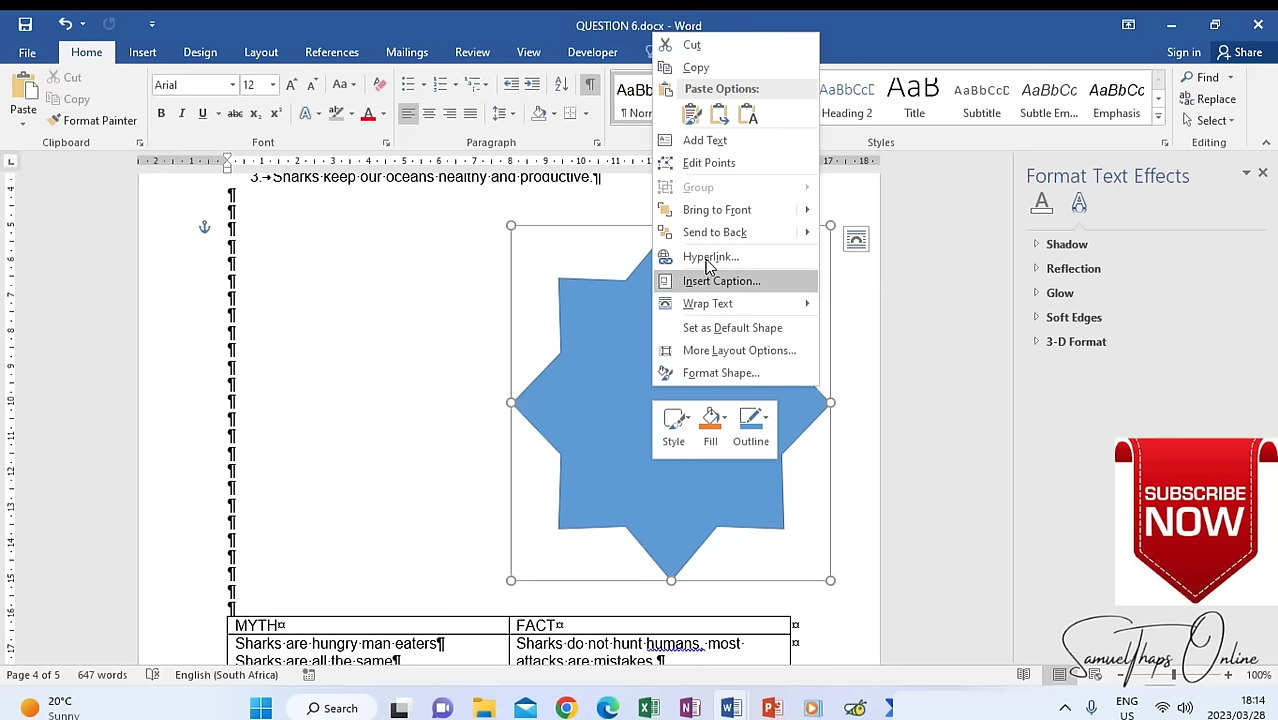 QUESTION 6.docx - Word
File
Home
Insert
Design
Layout
References
Mailings
Review
View
Developer
Sign in
Share
Paste
Cut
Copy
Format Painter
Clipboard
Arial
12
Font
Paragraph
¶ Norm
Heading 2
Title
Subtitle
Subtle Em...
Emphasis
Styles
Find
Replace
Select
Editing
Cut
Copy
Paste Options:
Add Text
Edit Points
Group
Bring to Front
Send to Back
Hyperlink...
Insert Caption...
Wrap Text
Set as Default Shape
More Layout Options...
Format Shape...
Style
Fill
Outline
3.→Sharks·keep·our·oceans·healthy·and·productive.¶
MYTH¤
FACT¤
Sharks·are·hungry·man·eaters¶
Sharks·are·all·the·same¶
Sharks·do·not·hunt·humans,·most·
attacks·are·mistakes.¶
Format Text Effects
Shadow
Reflection
Glow
Soft Edges
3-D Format
SUBSCRIBE
NOW
SamuelThaps Online
Page 4 of 5
647 words
English (South Africa)
100%
20°C
Sunny
Search
ENG
US
18:14
2023/03/28